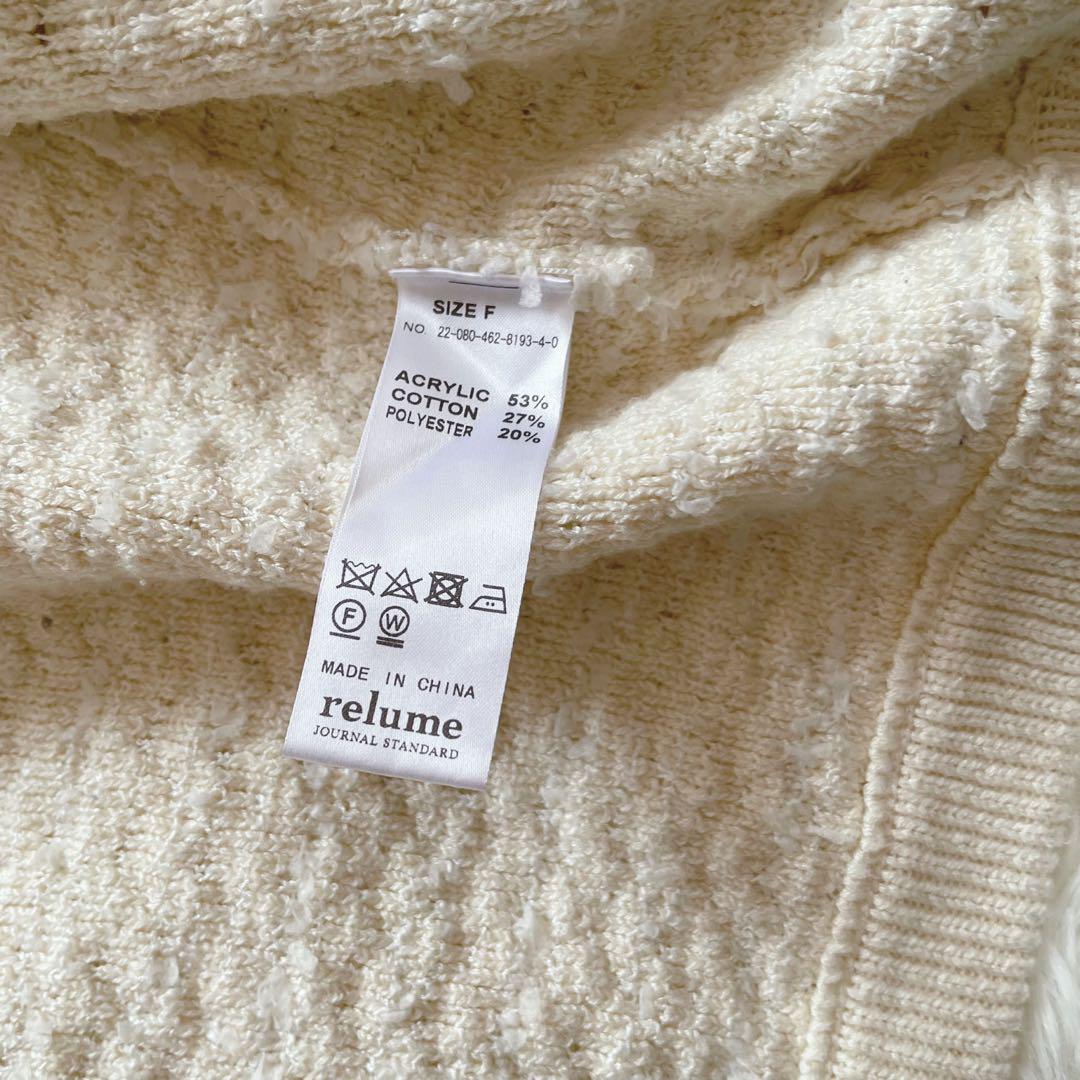 SIZE F
NO. 22-080-462-8193-4-0
ACRYLIC 53%
COTTON 27%
POLYESTER 20%
F W
MADE IN CHINA
relume
JOURNAL STANDARD